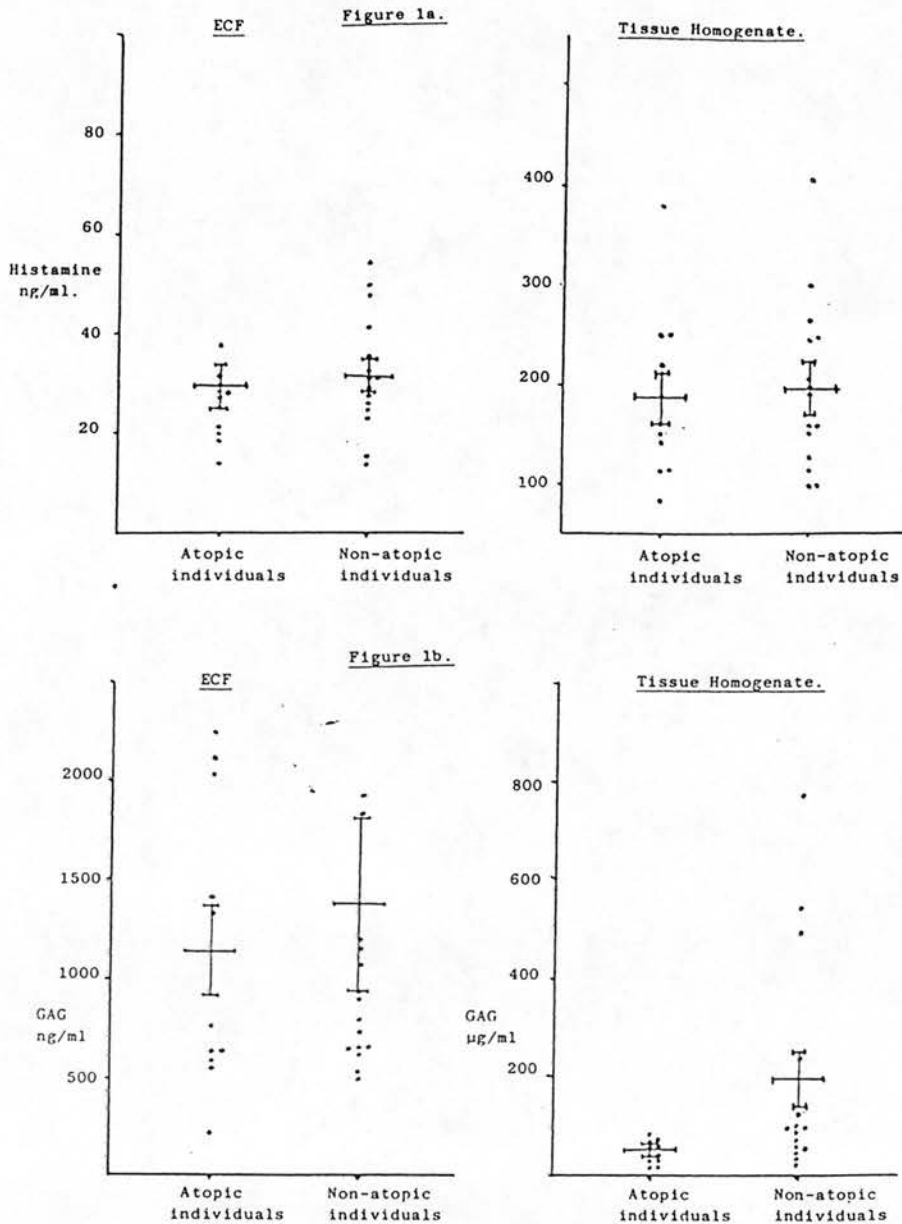 Figure 1a.
ECF
Tissue Homogenate.
80
60
Histamine
ng/ml.
40
20
400
300
200
100
Atopic
individuals
Non-atopic
individuals
Atopic
individuals
Non-atopic
individuals
Figure 1b.
ECF
Tissue Homogenate.
2000
1500
1000
GAG
ng/ml
500
800
600
400
GAG
µg/ml
200
Atopic
individuals
Non-atopic
individuals
Atopic
individuals
Non-atopic
individuals